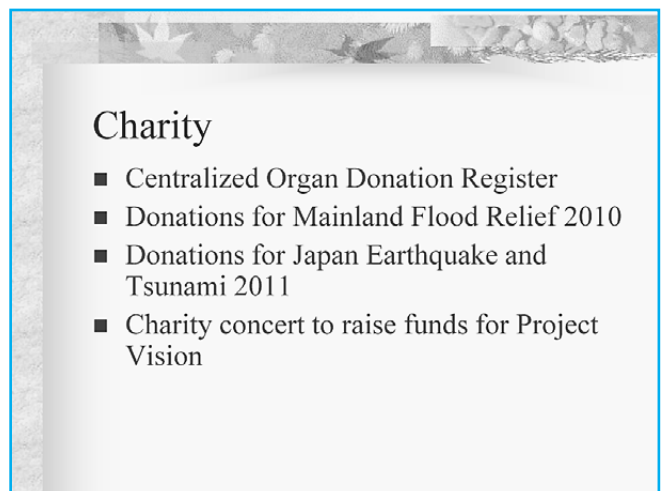 Charity
Centralized Organ Donation Register
Donations for Mainland Flood Relief 2010
Donations for Japan Earthquake and
Tsunami 2011
Charity concert to raise funds for Project
Vision